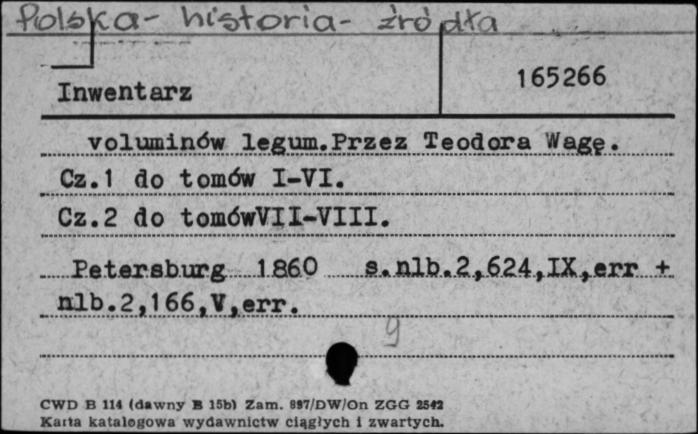 Polska- historia- źródła
165266
Inwentarz
voluminów legum.Przez Teodora Wagę.
Cz.1 do tomów I-VI.
Cz.2 do tomówVII-VIII.
Petersburg 1860 s.nlb.2,624,IX,err +
nlb.2,166,V,err.
9
CWD B 114 (dawny B 15b) Zam. 887/DW/On ZGG 2542
Karta katalogowa wydawnictw ciągłych i zwartych.